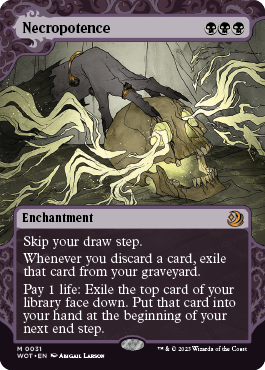 Necropotence
Enchantment
Skip your draw step.
Whenever you discard a card, exile
that card from your graveyard.
Pay 1 life: Exile the top card of your
library face down. Put that card into
your hand at the beginning of your
next end step.
M 0031
WOT • EN ABIGAIL LARSON
™ & © 2023 Wizards of the Coast